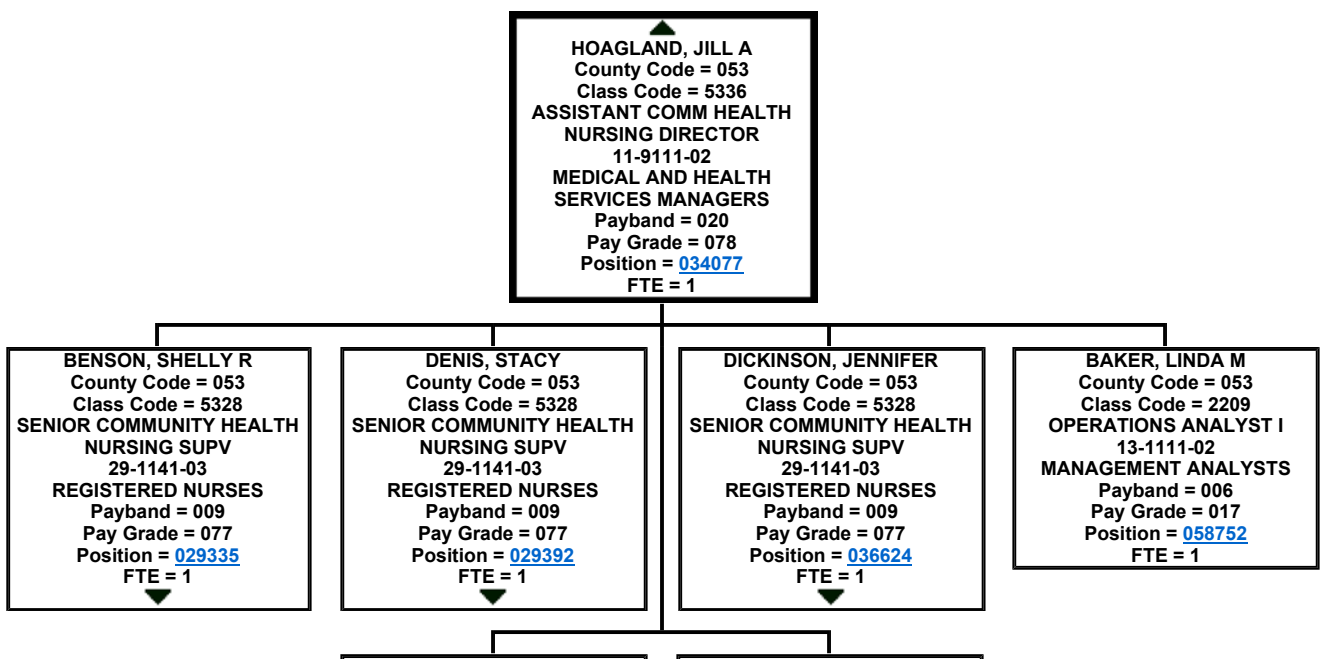 HOAGLAND, JILL A
County Code = 053
Class Code = 5336
ASSISTANT COMM HEALTH
NURSING DIRECTOR
11-9111-02
MEDICAL AND HEALTH
SERVICES MANAGERS
Payband = 020
Pay Grade = 078
Position = 034077
FTE = 1
BENSON, SHELLY R
County Code = 053
Class Code = 5328
SENIOR COMMUNITY HEALTH
NURSING SUPV
29-1141-03
REGISTERED NURSES
Payband = 009
Pay Grade = 077
Position = 029335
FTE = 1
DENIS, STACY
County Code = 053
Class Code = 5328
SENIOR COMMUNITY HEALTH
NURSING SUPV
29-1141-03
REGISTERED NURSES
Payband = 009
Pay Grade = 077
Position = 029392
FTE = 1
DICKINSON, JENNIFER
County Code = 053
Class Code = 5328
SENIOR COMMUNITY HEALTH
NURSING SUPV
29-1141-03
REGISTERED NURSES
Payband = 009
Pay Grade = 077
Position = 036624
FTE = 1
BAKER, LINDA M
County Code = 053
Class Code = 2209
OPERATIONS ANALYST I
13-1111-02
MANAGEMENT ANALYSTS
Payband = 006
Pay Grade = 017
Position = 058752
FTE = 1